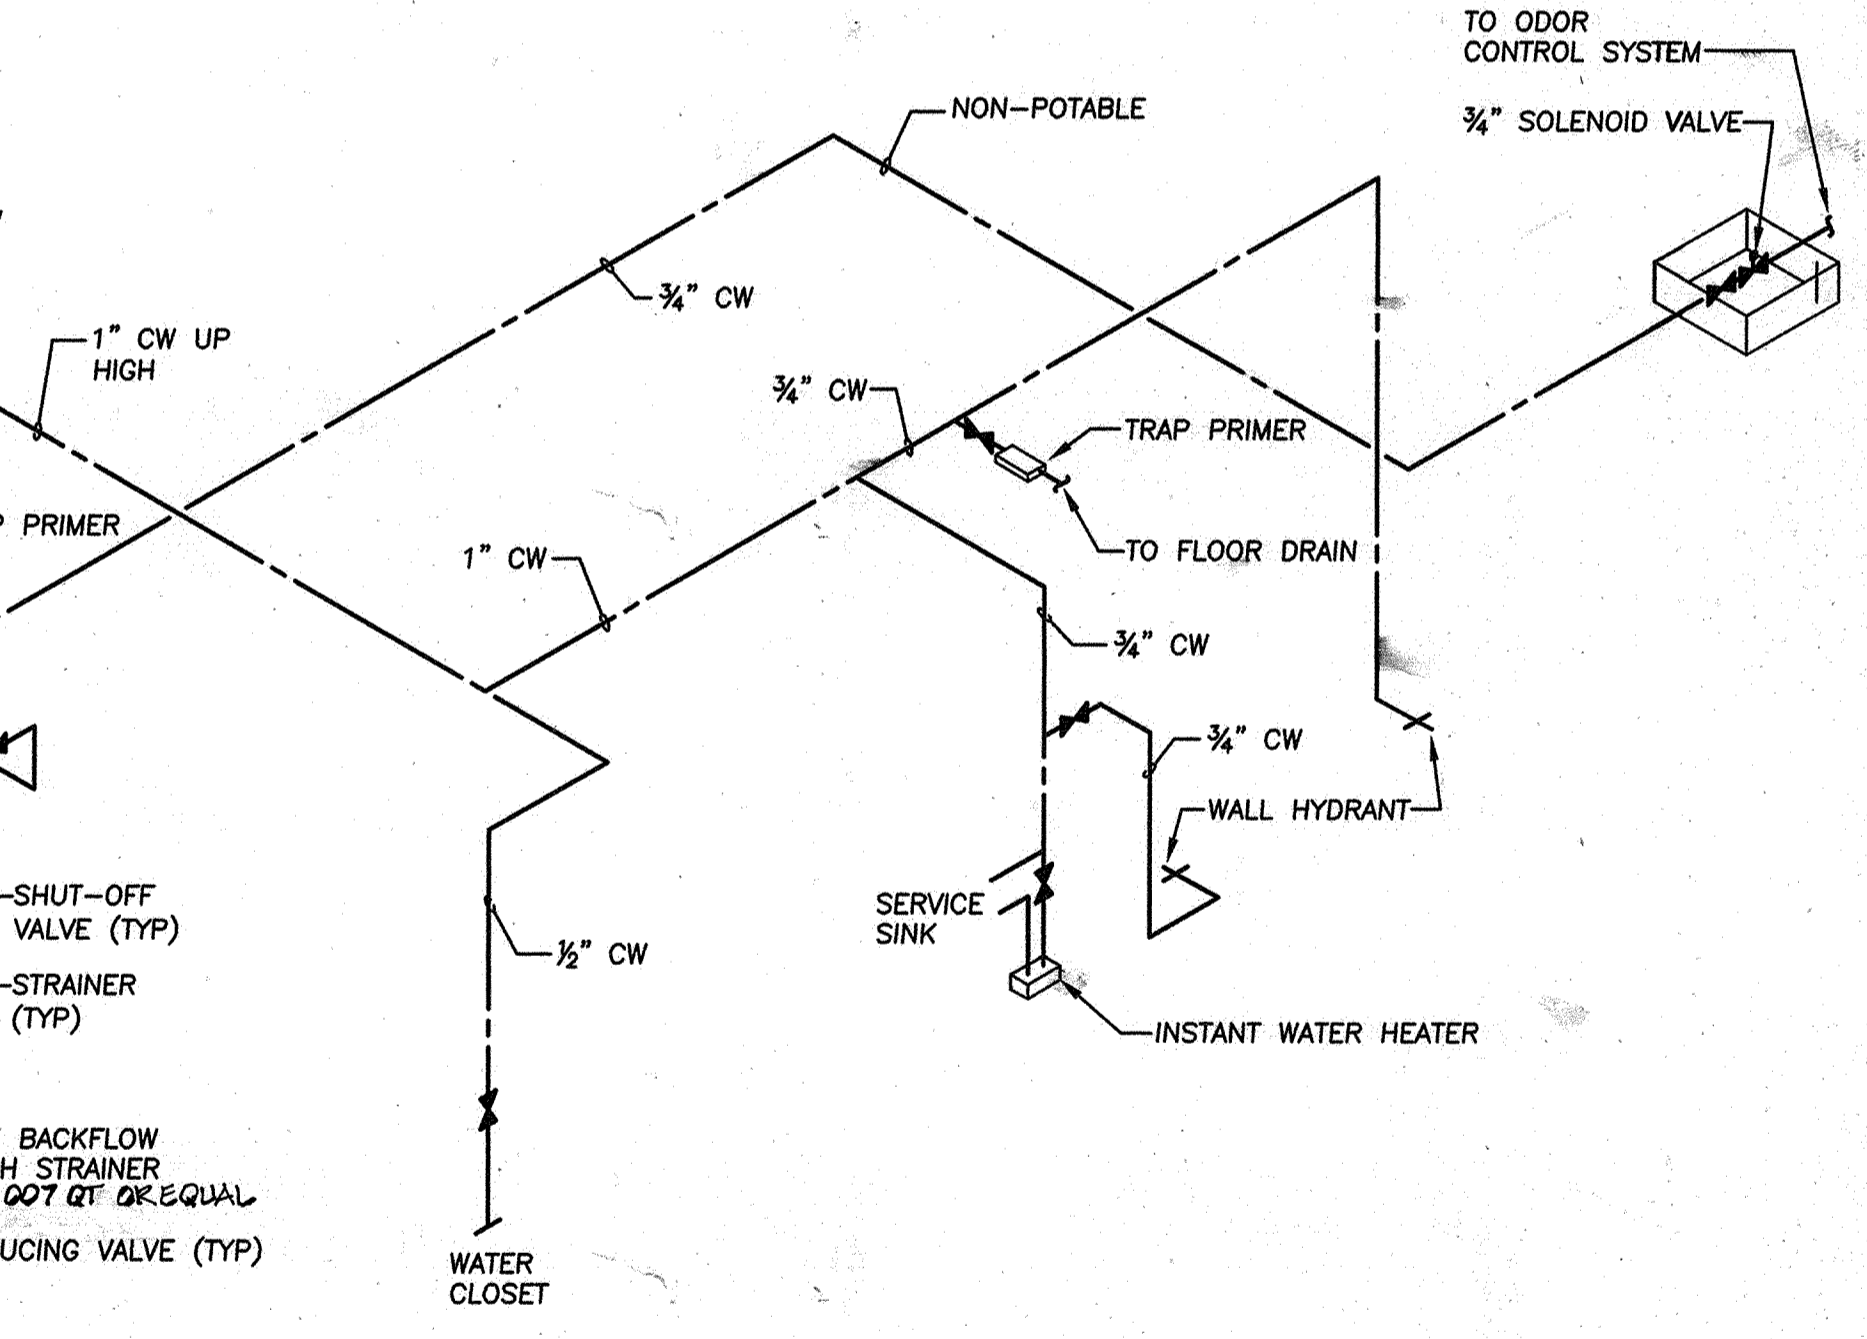 TO ODOR
CONTROL SYSTEM
NON-POTABLE
¾" SOLENOID VALVE
¾" CW
1" CW UP
HIGH
¾" CW
TRAP PRIMER
PRIMER
1" CW
TO FLOOR DRAIN
¾" CW
¾" CW
WALL HYDRANT
SHUT-OFF
VALVE (TYP)
SERVICE
SINK
½" CW
STRAINER
(TYP)
INSTANT WATER HEATER
BACKFLOW
H STRAINER
007 QT OR EQUAL
UCING VALVE (TYP)
WATER
CLOSET